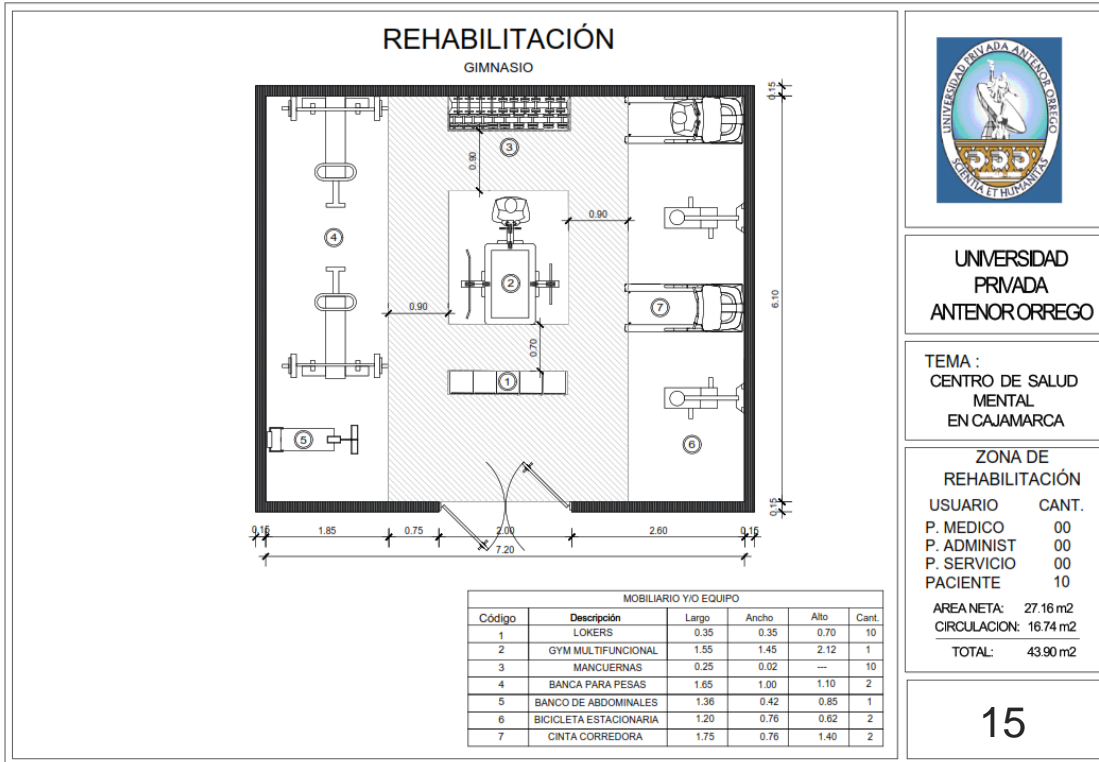 REHABILITACIÓN
GIMNASIO
0.15
3
0.90
0.90
4
2
7
6.10
0.90
0.70
1
5
6
0.15
0.15
1.85
0.75
2.00
2.60
0.15
7.20
MOBILIARIO Y/O EQUIPO
Código Descripción Largo Ancho Alto Cant.
1 LOKERS 0.35 0.35 0.70 10
2 GYM MULTIFUNCIONAL 1.55 1.45 2.12 1
3 MANCUERNAS 0.25 0.02 --- 10
4 BANCA PARA PESAS 1.65 1.00 1.10 2
5 BANCO DE ABDOMINALES 1.36 0.42 0.85 1
6 BICICLETA ESTACIONARIA 1.20 0.76 0.62 2
7 CINTA CORREDORA 1.75 0.76 1.40 2
UNIVERSIDAD PRIVADA ANTENOR ORREGO
SCIENTIA ET HUMANITAS
UNIVERSIDAD
PRIVADA
ANTENOR ORREGO
TEMA :
CENTRO DE SALUD
MENTAL
EN CAJAMARCA
ZONA DE
REHABILITACIÓN
USUARIO CANT.
P. MEDICO 00
P. ADMINIST 00
P. SERVICIO 00
PACIENTE 10
AREA NETA: 27.16 m2
CIRCULACION: 16.74 m2
TOTAL: 43.90 m2
15